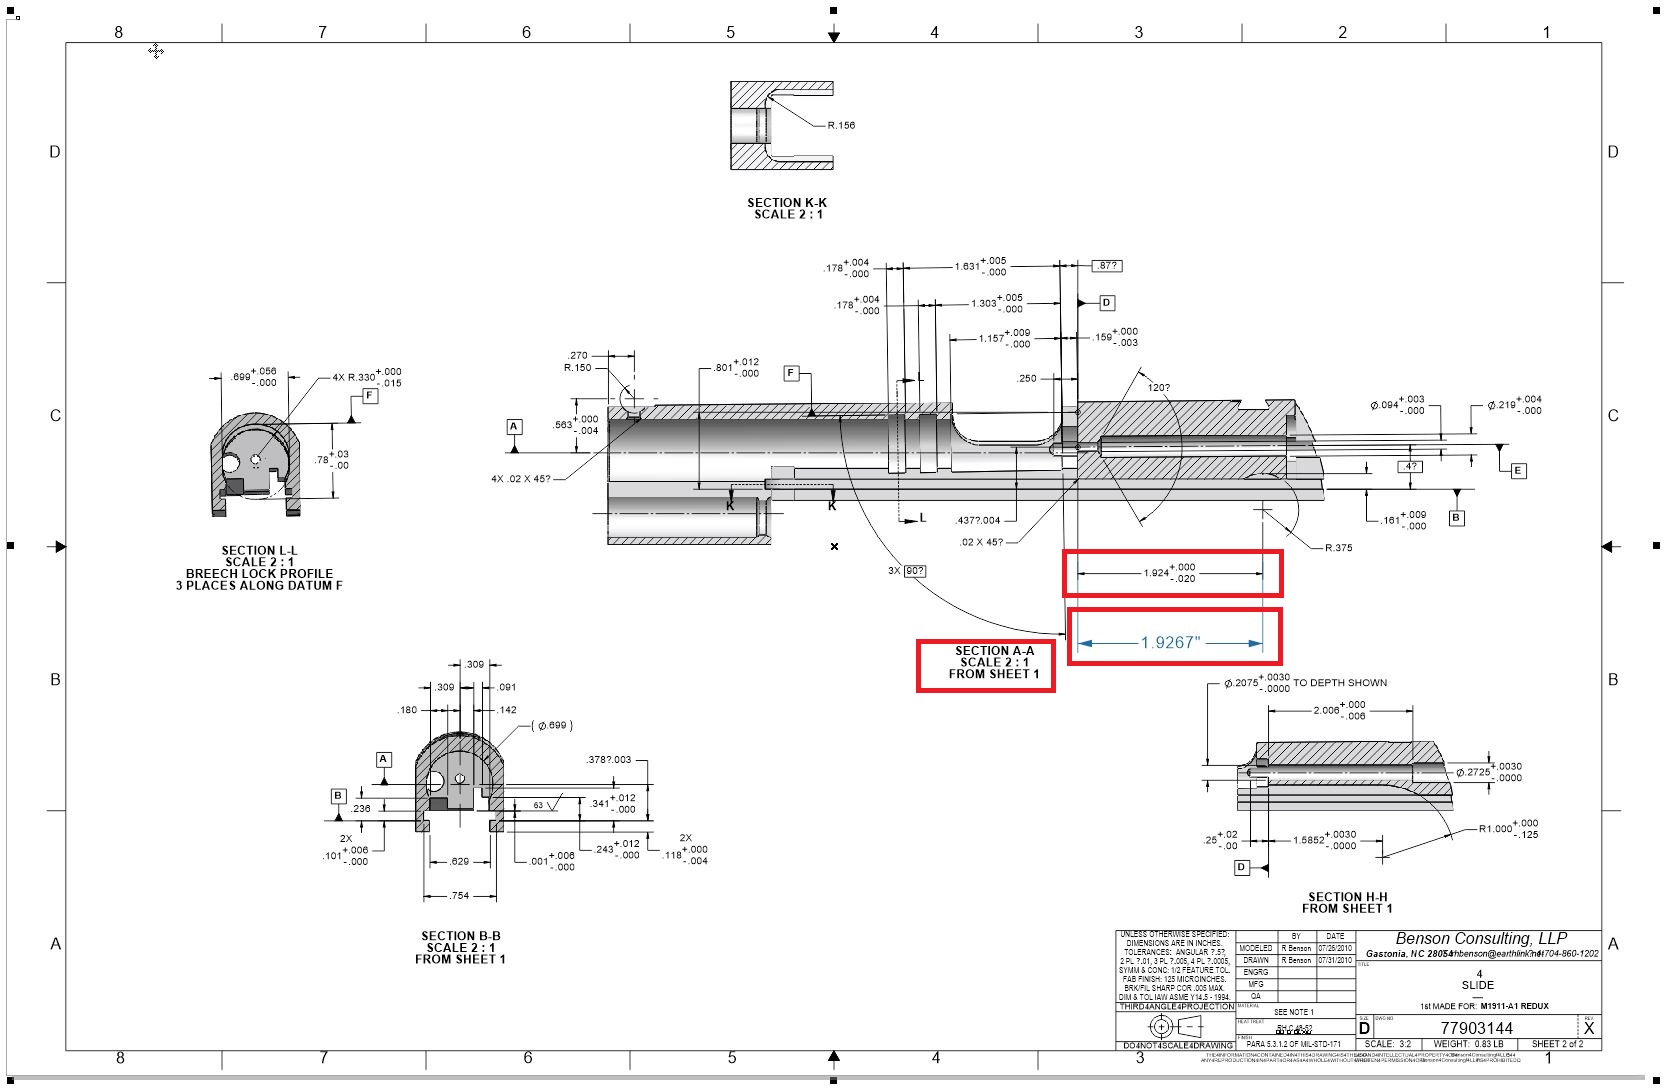 8 7 6 5 4 3 2 1
D
D
R.156
SECTION K-K
SCALE 2 : 1
.178 +.004 -.000
1.631 +.005 -.000
.87?
.178 +.004 -.000
1.303 +.005 -.000
D
1.157 +.009 -.000
.159 +.000 -.003
.270
R.150
.801 +.012 -.000
F
L
.250
120?
.699 +.056 -.000
4X R.330 +.000 -.015
F
C
C
.563 +.000 -.004
A
Ø.094 +.003 -.000
Ø.219 +.004 -.000
.78 +.03 -.00
4X .02 X 45?
.4?
E
K
K
L
.437?.004
.161 +.009 -.000
B
.02 X 45?
R.375
SECTION L-L
SCALE 2 : 1
BREECH LOCK PROFILE
3 PLACES ALONG DATUM F
3X 90?
1.924 +.000 -.020
1.9267"
SECTION A-A
SCALE 2 : 1
FROM SHEET 1
B
B
.309
.309
.091
.180
.142
( Ø.699 )
Ø.2075 +.0030 -.0000 TO DEPTH SHOWN
2.006 +.000 -.006
A
.378?.003
Ø.2725 +.0030 -.0000
B
.236
63
.341 +.012 -.000
2X
.101 +.006 -.000
.629
.001 +.006 -.000
.243 +.012 -.000
2X
.118 +.000 -.004
.754
.25 +.02 -.00
1.5852 +.0030 -.0000
R1.000 +.000 -.125
D
SECTION H-H
FROM SHEET 1
SECTION B-B
SCALE 2 : 1
FROM SHEET 1
A
A
UNLESS OTHERWISE SPECIFIED:
DIMENSIONS ARE IN INCHES.
TOLERANCES: ANGULAR ?.5?,
2 PL ?.01, 3 PL ?.005, 4 PL ?.0005,
SYMM & CONC: 1/2 FEATURE TOL.
FAB FINISH: 125 MICROINCHES.
BRK/FIL SHARP COR .005 MAX.
DIM & TOL IAW ASME Y14.5 - 1994.
THIRD4ANGLE4PROJECTION
DO4NOT4SCALE4DRAWING
BY DATE
MODELED R Benson 07/26/2010
DRAWN R Benson 07/31/2010
ENGRG
MFG
QA
MATERIAL
SEE NOTE 1
HEAT TREAT
FINISH
PARA 5.3.1.2 OF MIL-STD-171
Benson Consulting, LLP
Gastonia, NC 28054
TITLE
4
SLIDE
1st MADE FOR: M1911-A1 REDUX
SIZE
D
DWG NO.
77903144
REV.
X
SCALE: 3:2 WEIGHT: 0.83 LB SHEET 2 of 2
8 7 6 5 4 3 1